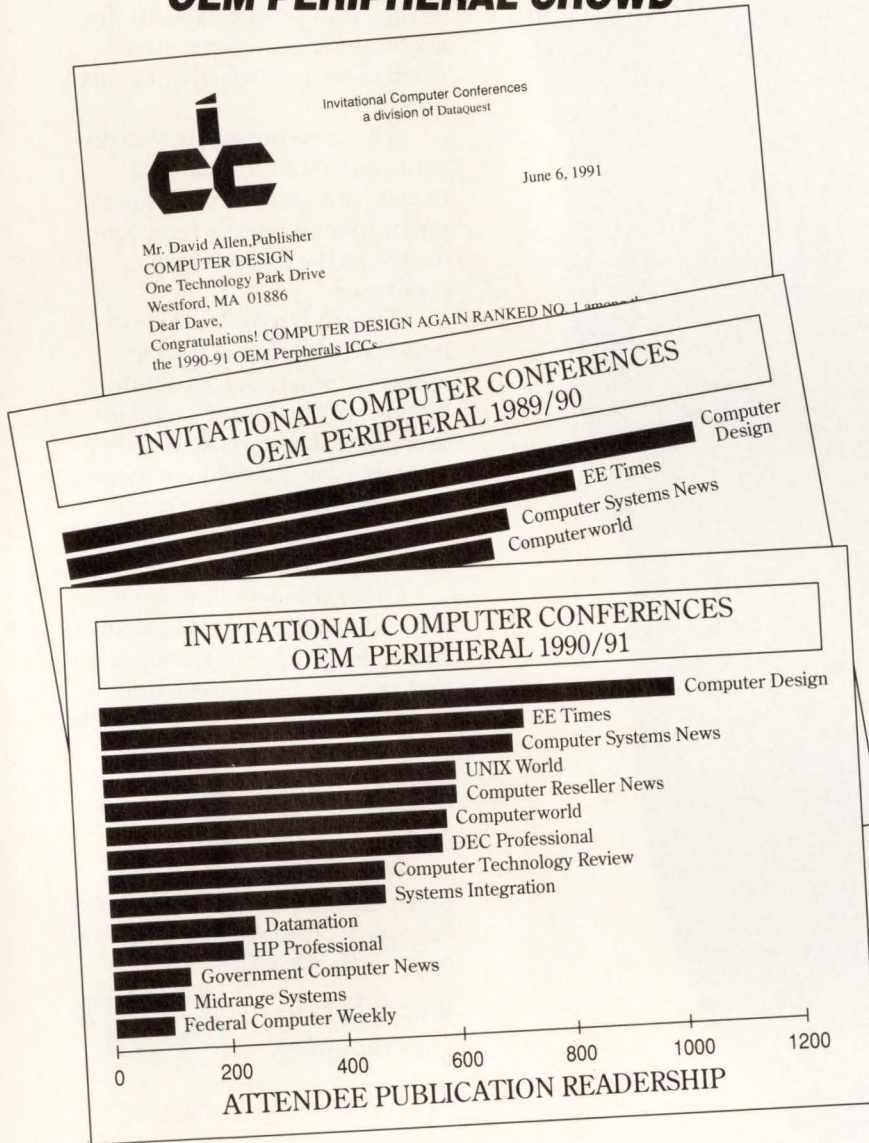 OEM PERIPHERAL CROWD
Invitational Computer Conferences
a division of DATAQUEST
June 6, 1991
Mr. David Allen,Publisher
COMPUTER DESIGN
One Technology Park Drive
Westford, MA 01886
Dear Dave,
Congratulations! COMPUTER DESIGN AGAIN RANKED NO. 1 among
the 1990-91 OEM Perpherals ICCs
INVITATIONAL COMPUTER CONFERENCES
OEM PERIPHERAL 1989/90
Computer
Design
EE Times
Computer Systems News
Computerworld
INVITATIONAL COMPUTER CONFERENCES
OEM PERIPHERAL 1990/91
Computer Design
EE Times
Computer Systems News
UNIX World
Computer Reseller News
Computerworld
DEC Professional
Computer Technology Review
Systems Integration
Datamation
HP Professional
Government Computer News
Midrange Systems
Federal Computer Weekly
0 200 400 600 800 1000 1200
ATTENDEE PUBLICATION READERSHIP